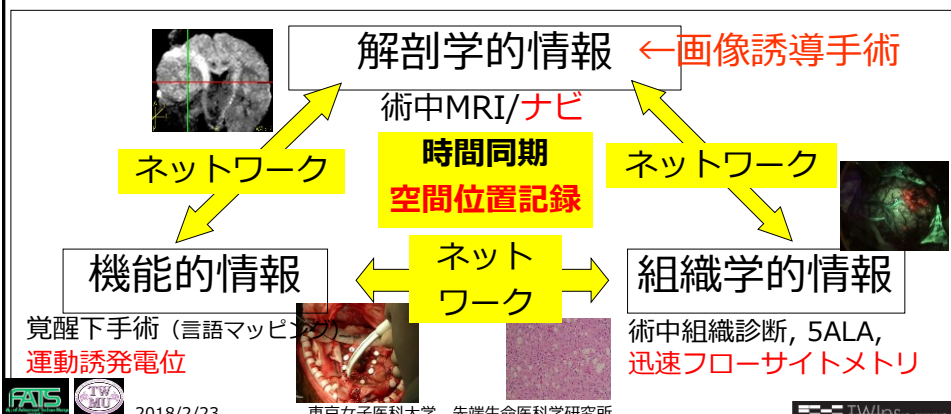 解剖学的情報
←画像誘導手術
術中MRI/ナビ
時間同期
空間位置記録
ネットワーク
ネットワーク
機能的情報
ネット
ワーク
組織学的情報
覚醒下手術（言語マッピング）
運動誘発電位
術中組織診断, 5ALA,
迅速フローサイトメトリ
FATS
TW
MU
2018/2/23
東京女子医科大学 先端生命医科学研究所
TWIns